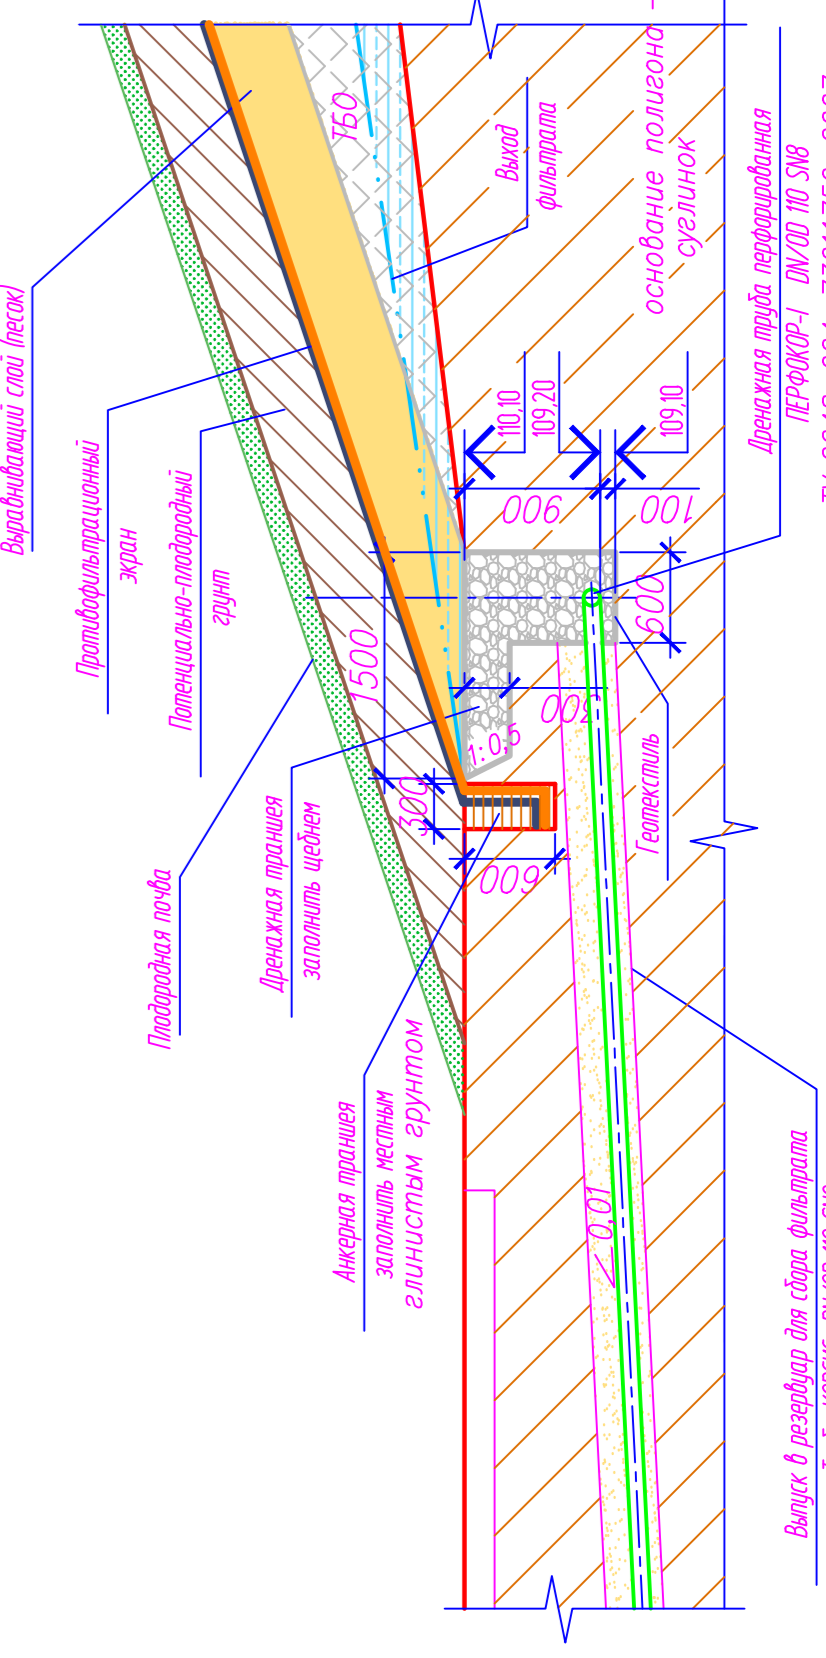 Выравнивающий слой (песок)
Противофильтрационный
экран
Потенциально-плодородный
грунт
Плодородная почва
Дренажная траншея
заполнить щебнем
Анкерная траншея
заполнить местным
глинистым грунтом
ТБО
Выход
фильтрата
основание полигона -
суглинок
Дренажная труба перфорированная
ПЕРФОКОР-I DN/OD 110 SN8
110,10
109,20
109,10
900
100
600
1500
300
300
600
1:0,5
Геотекстиль
0,01
Выпуск в резервуар для сбора фильтрата